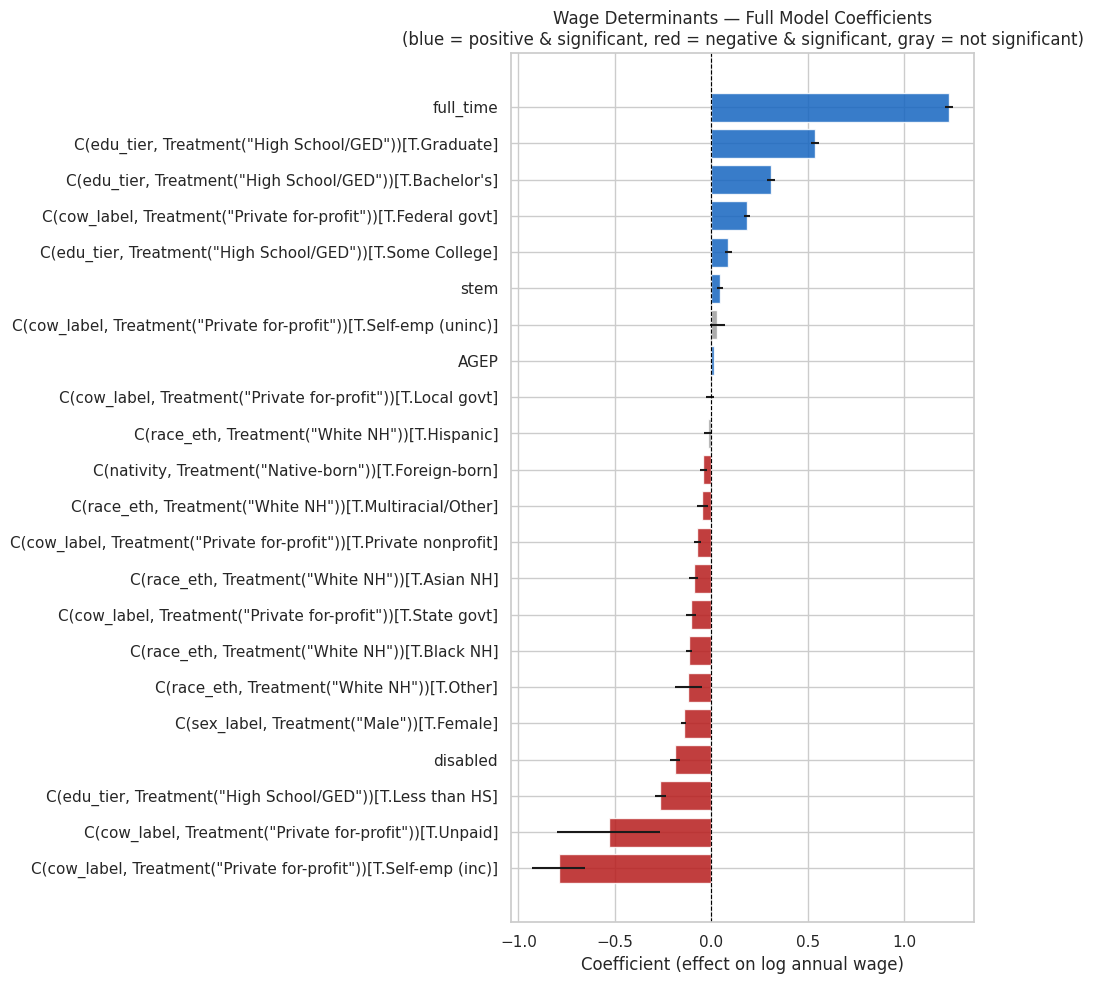 Wage Determinants — Full Model Coefficients
(blue = positive & significant, red = negative & significant, gray = not significant)
full_time
C(edu_tier, Treatment("High School/GED"))[T.Graduate]
C(edu_tier, Treatment("High School/GED"))[T.Bachelor's]
C(cow_label, Treatment("Private for-profit"))[T.Federal govt]
C(edu_tier, Treatment("High School/GED"))[T.Some College]
stem
C(cow_label, Treatment("Private for-profit"))[T.Self-emp (uninc)]
AGEP
C(cow_label, Treatment("Private for-profit"))[T.Local govt]
C(race_eth, Treatment("White NH"))[T.Hispanic]
C(nativity, Treatment("Native-born"))[T.Foreign-born]
C(race_eth, Treatment("White NH"))[T.Multiracial/Other]
C(cow_label, Treatment("Private for-profit"))[T.Private nonprofit]
C(race_eth, Treatment("White NH"))[T.Asian NH]
C(cow_label, Treatment("Private for-profit"))[T.State govt]
C(race_eth, Treatment("White NH"))[T.Black NH]
C(race_eth, Treatment("White NH"))[T.Other]
C(sex_label, Treatment("Male"))[T.Female]
disabled
C(edu_tier, Treatment("High School/GED"))[T.Less than HS]
C(cow_label, Treatment("Private for-profit"))[T.Unpaid]
C(cow_label, Treatment("Private for-profit"))[T.Self-emp (inc)]
−1.0 −0.5 0.0 0.5 1.0
Coefficient (effect on log annual wage)